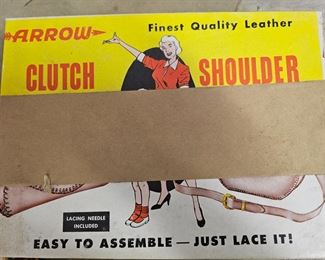 ARROW
Finest Quality Leather
CLUTCH SHOULDER
LACING NEEDLE
INCLUDED
EASY TO ASSEMBLE — JUST LACE IT!